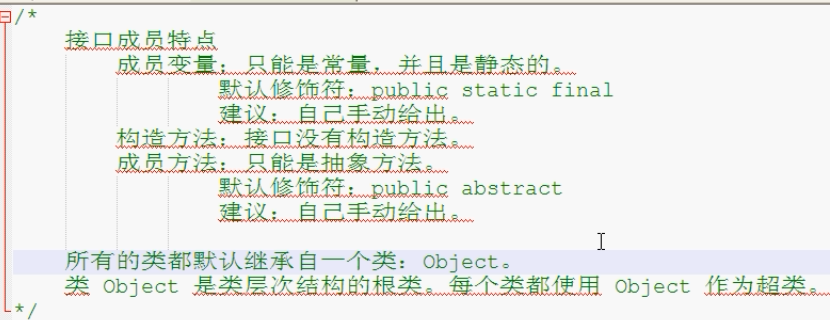 /*
接口成员特点
成员变量：只能是常量，并且是静态的。
默认修饰符：public static final
建议：自己手动给出。
构造方法：接口没有构造方法。
成员方法：只能是抽象方法。
默认修饰符：public abstract
建议：自己手动给出。
所有的类都默认继承自一个类：Object。
类 Object 是类层次结构的根类。每个类都使用 Object 作为超类。
*/